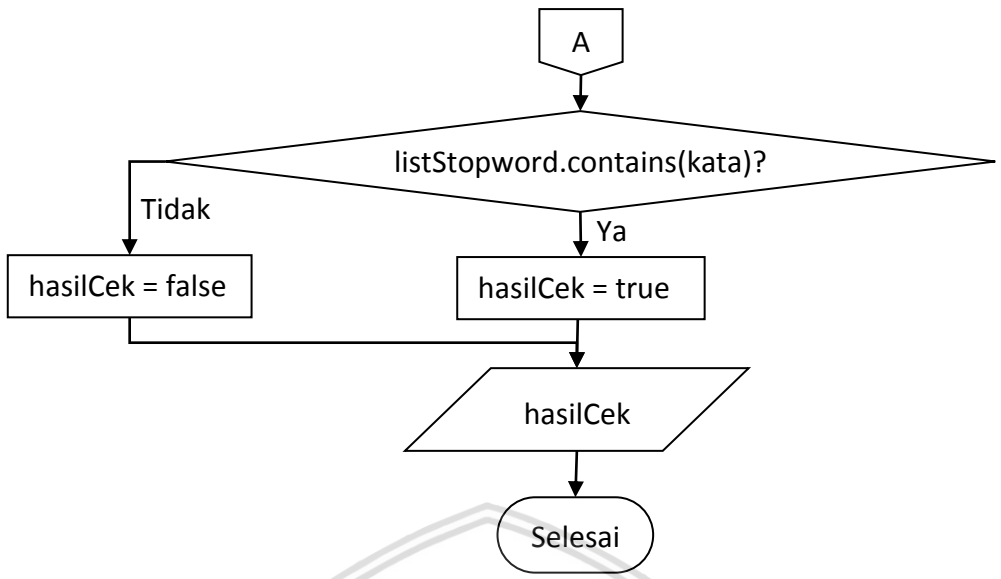 A
listStopword.contains(kata)?
Tidak
Ya
hasilCek = false
hasilCek = true
hasilCek
Selesai